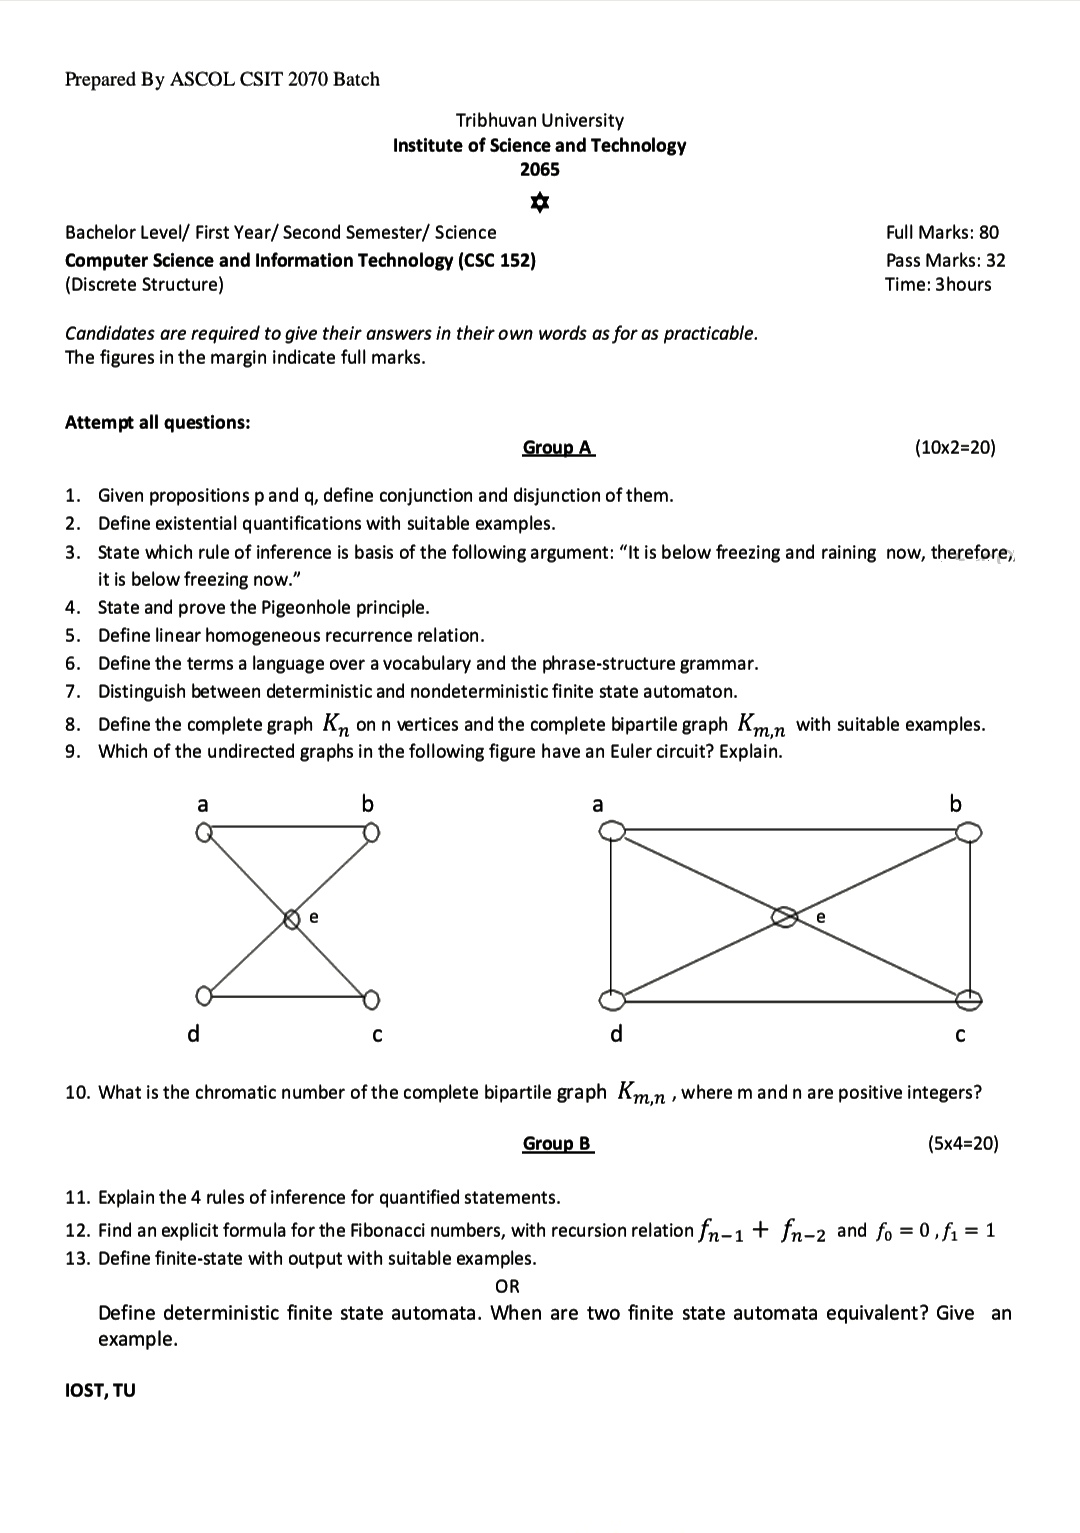 Prepared By ASCOL CSIT 2070 Batch
Tribhuvan University
Institute of Science and Technology
2065
Bachelor Level/ First Year/ Second Semester/ Science Full Marks: 80
Computer Science and Information Technology (CSC 152) Pass Marks: 32
(Discrete Structure) Time: 3hours
Candidates are required to give their answers in their own words as for as practicable.
The figures in the margin indicate full marks.
Attempt all questions:
Group A (10x2=20)
1. Given propositions p and q, define conjunction and disjunction of them.
2. Define existential quantifications with suitable examples.
3. State which rule of inference is basis of the following argument: “It is below freezing and raining now, therefore,
it is below freezing now.”
4. State and prove the Pigeonhole principle.
5. Define linear homogeneous recurrence relation.
6. Define the terms a language over a vocabulary and the phrase-structure grammar.
7. Distinguish between deterministic and nondeterministic finite state automaton.
8. Define the complete graph Kₙ on n vertices and the complete bipartile graph K_{m,n} with suitable examples.
9. Which of the undirected graphs in the following figure have an Euler circuit? Explain.
a b a b
e e
d c d c
10. What is the chromatic number of the complete bipartile graph K_{m,n} , where m and n are positive integers?
Group B (5x4=20)
11. Explain the 4 rules of inference for quantified statements.
12. Find an explicit formula for the Fibonacci numbers, with recursion relation f_{n−1} + f_{n−2} and f₀ = 0 , f₁ = 1
13. Define finite-state with output with suitable examples.
OR
Define deterministic finite state automata. When are two finite state automata equivalent? Give an
example.
IOST, TU